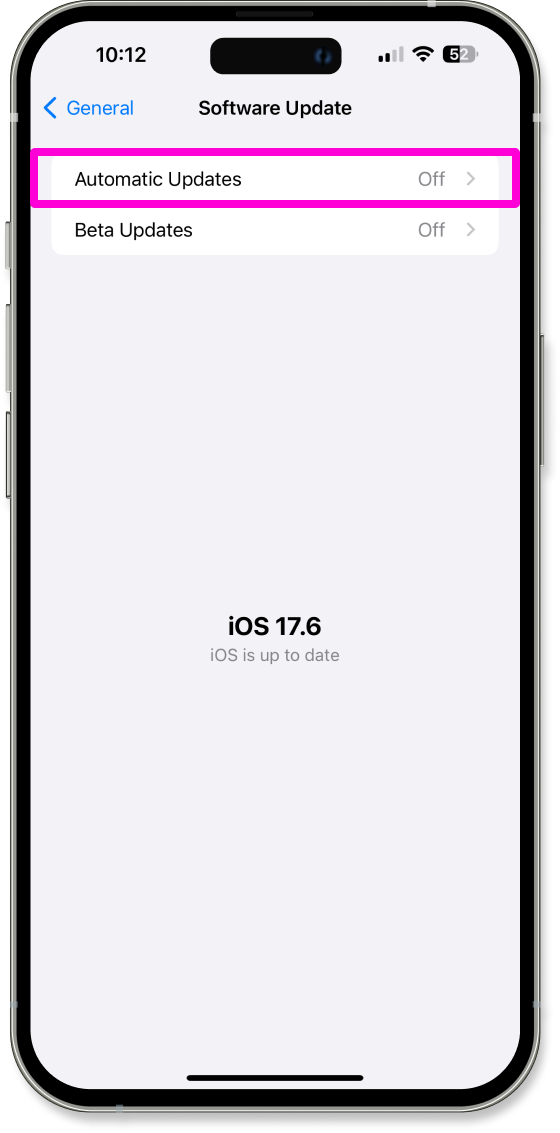 10:12 52
General Software Update
Automatic Updates Off
Beta Updates Off
iOS 17.6
iOS is up to date